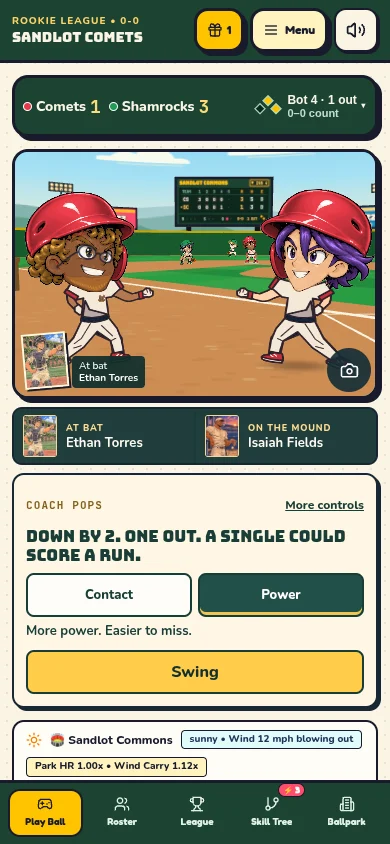 ROOKIE LEAGUE • 0-0
SANDLOT COMETS
1
Menu
Comets 1
Shamrocks 3
Bot 4 · 1 out
0–0 count
SANDLOT COMMONS
At bat
Ethan Torres
AT BAT
Ethan Torres
ON THE MOUND
Isaiah Fields
COACH POPS
More controls
DOWN BY 2. ONE OUT. A SINGLE COULD
SCORE A RUN.
Contact
Power
More power. Easier to miss.
Swing
Sandlot Commons
sunny • Wind 12 mph blowing out
Park HR 1.00x • Wind Carry 1.12x
3
Play Ball
Roster
League
Skill Tree
Ballpark